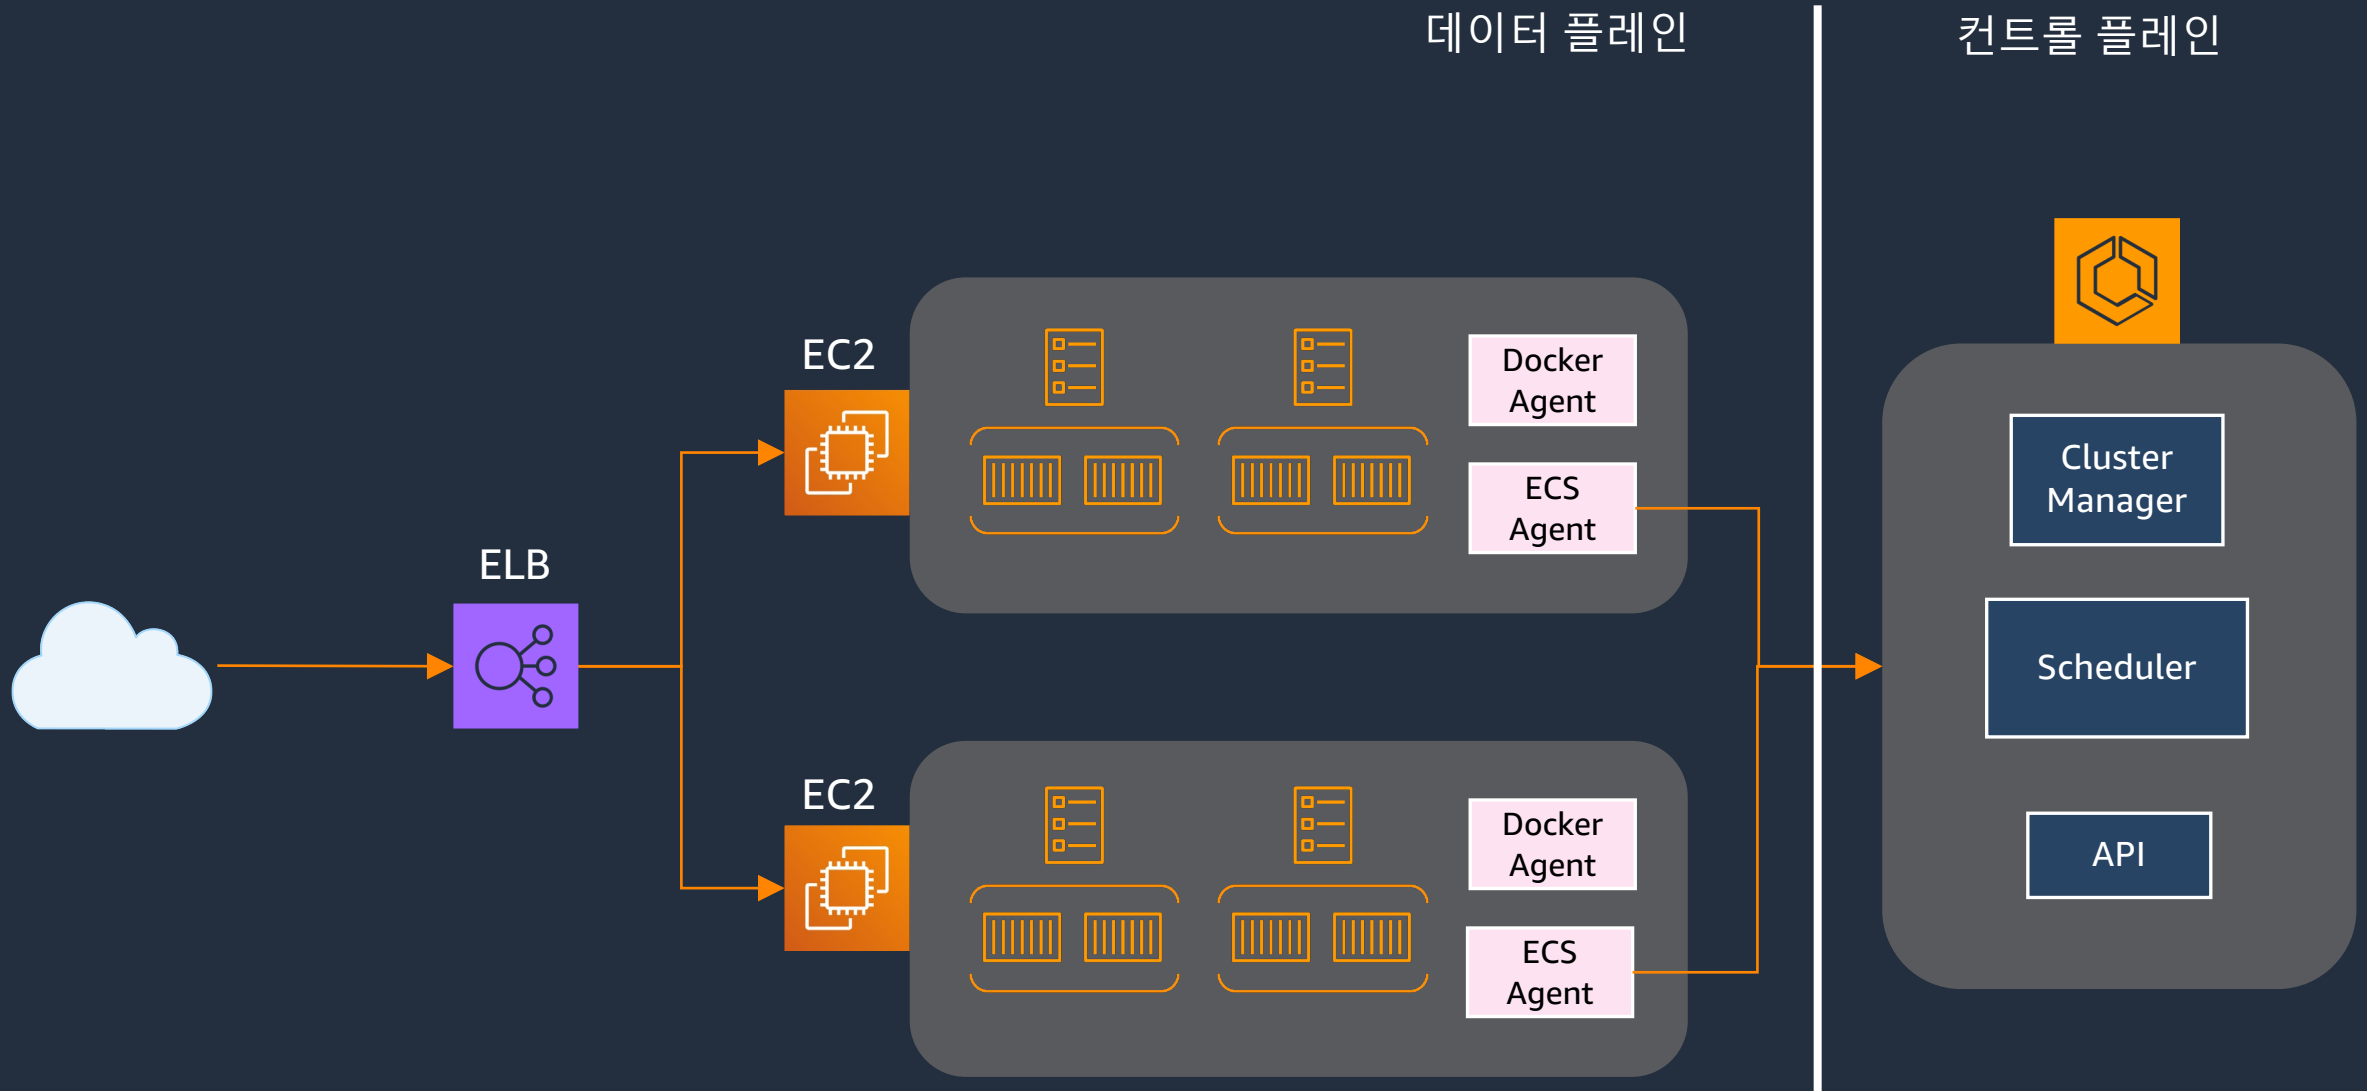 데이터 플레인
컨트롤 플레인
EC2
Docker
Agent
ECS
Agent
ELB
EC2
Docker
Agent
ECS
Agent
Cluster
Manager
Scheduler
API